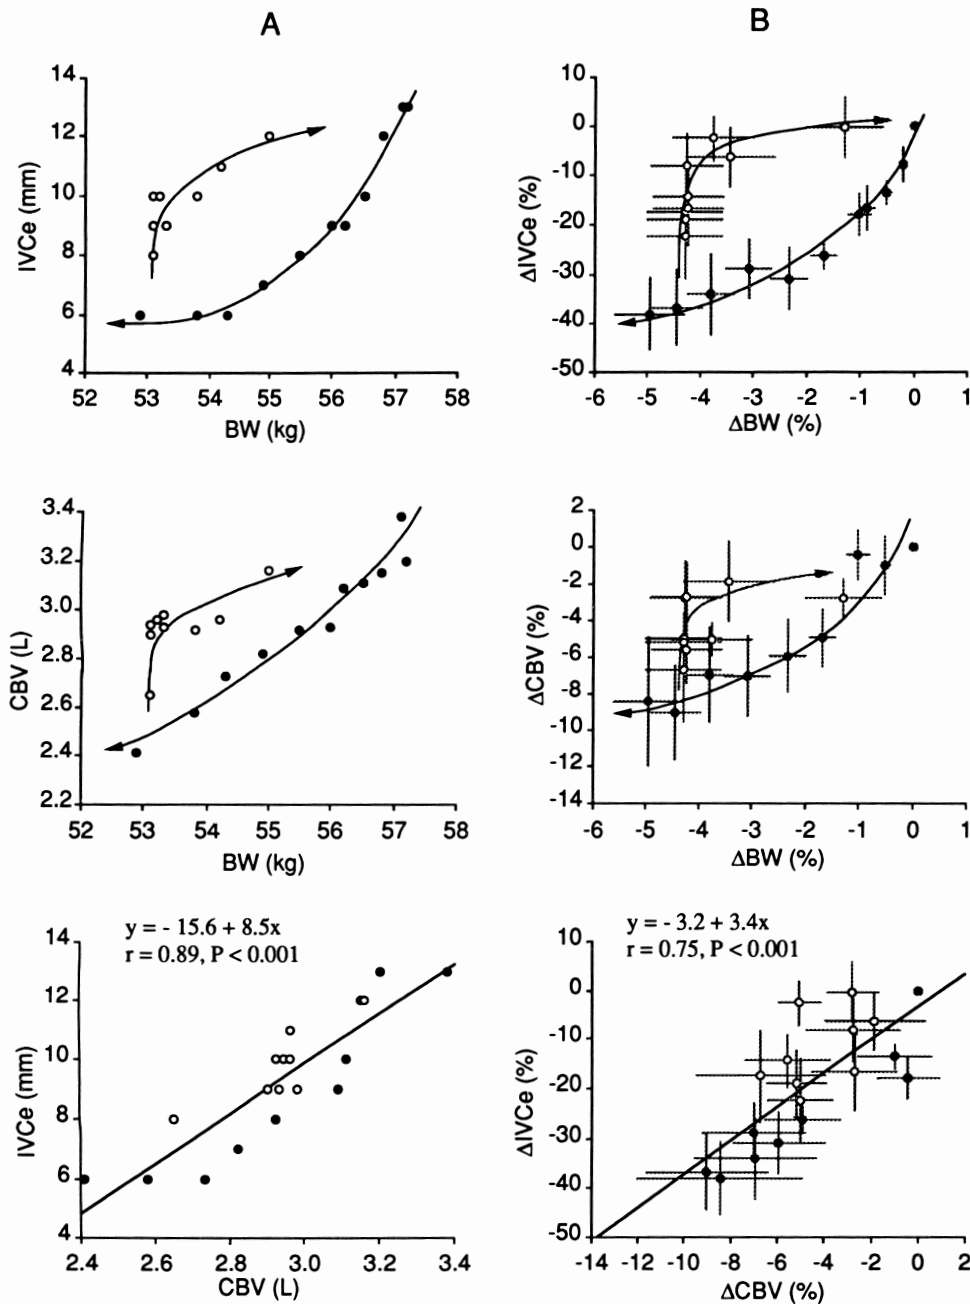 A
B
14
12
10
8
6
4
IVCe (mm)
52 53 54 55 56 57 58
BW (kg)
10
0
-10
-20
-30
-40
-50
ΔIVCe (%)
-6 -5 -4 -3 -2 -1 0 1
ΔBW (%)
3.4
3.2
3.0
2.8
2.6
2.4
2.2
CBV (L)
52 53 54 55 56 57 58
BW (kg)
2
0
-2
-4
-6
-8
-10
-12
-14
ΔCBV (%)
-6 -5 -4 -3 -2 -1 0 1
ΔBW (%)
y = - 15.6 + 8.5x
r = 0.89, P < 0.001
14
12
10
8
6
4
IVCe (mm)
2.4 2.6 2.8 3.0 3.2 3.4
CBV (L)
y = - 3.2 + 3.4x
r = 0.75, P < 0.001
10
0
-10
-20
-30
-40
-50
ΔIVCe (%)
-14 -12 -10 -8 -6 -4 -2 0 2
ΔCBV (%)